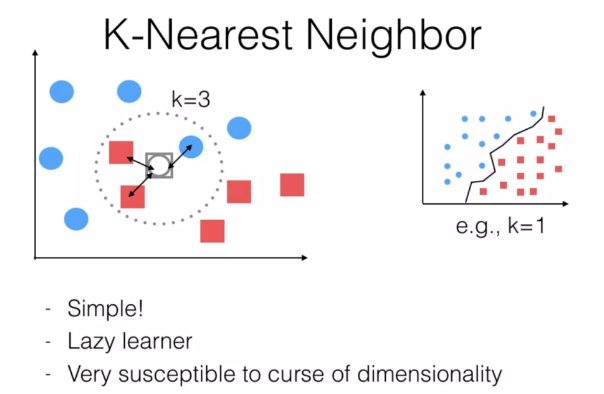 K-Nearest Neighbor
k=3
e.g., k=1
- Simple!
- Lazy learner
- Very susceptible to curse of dimensionality